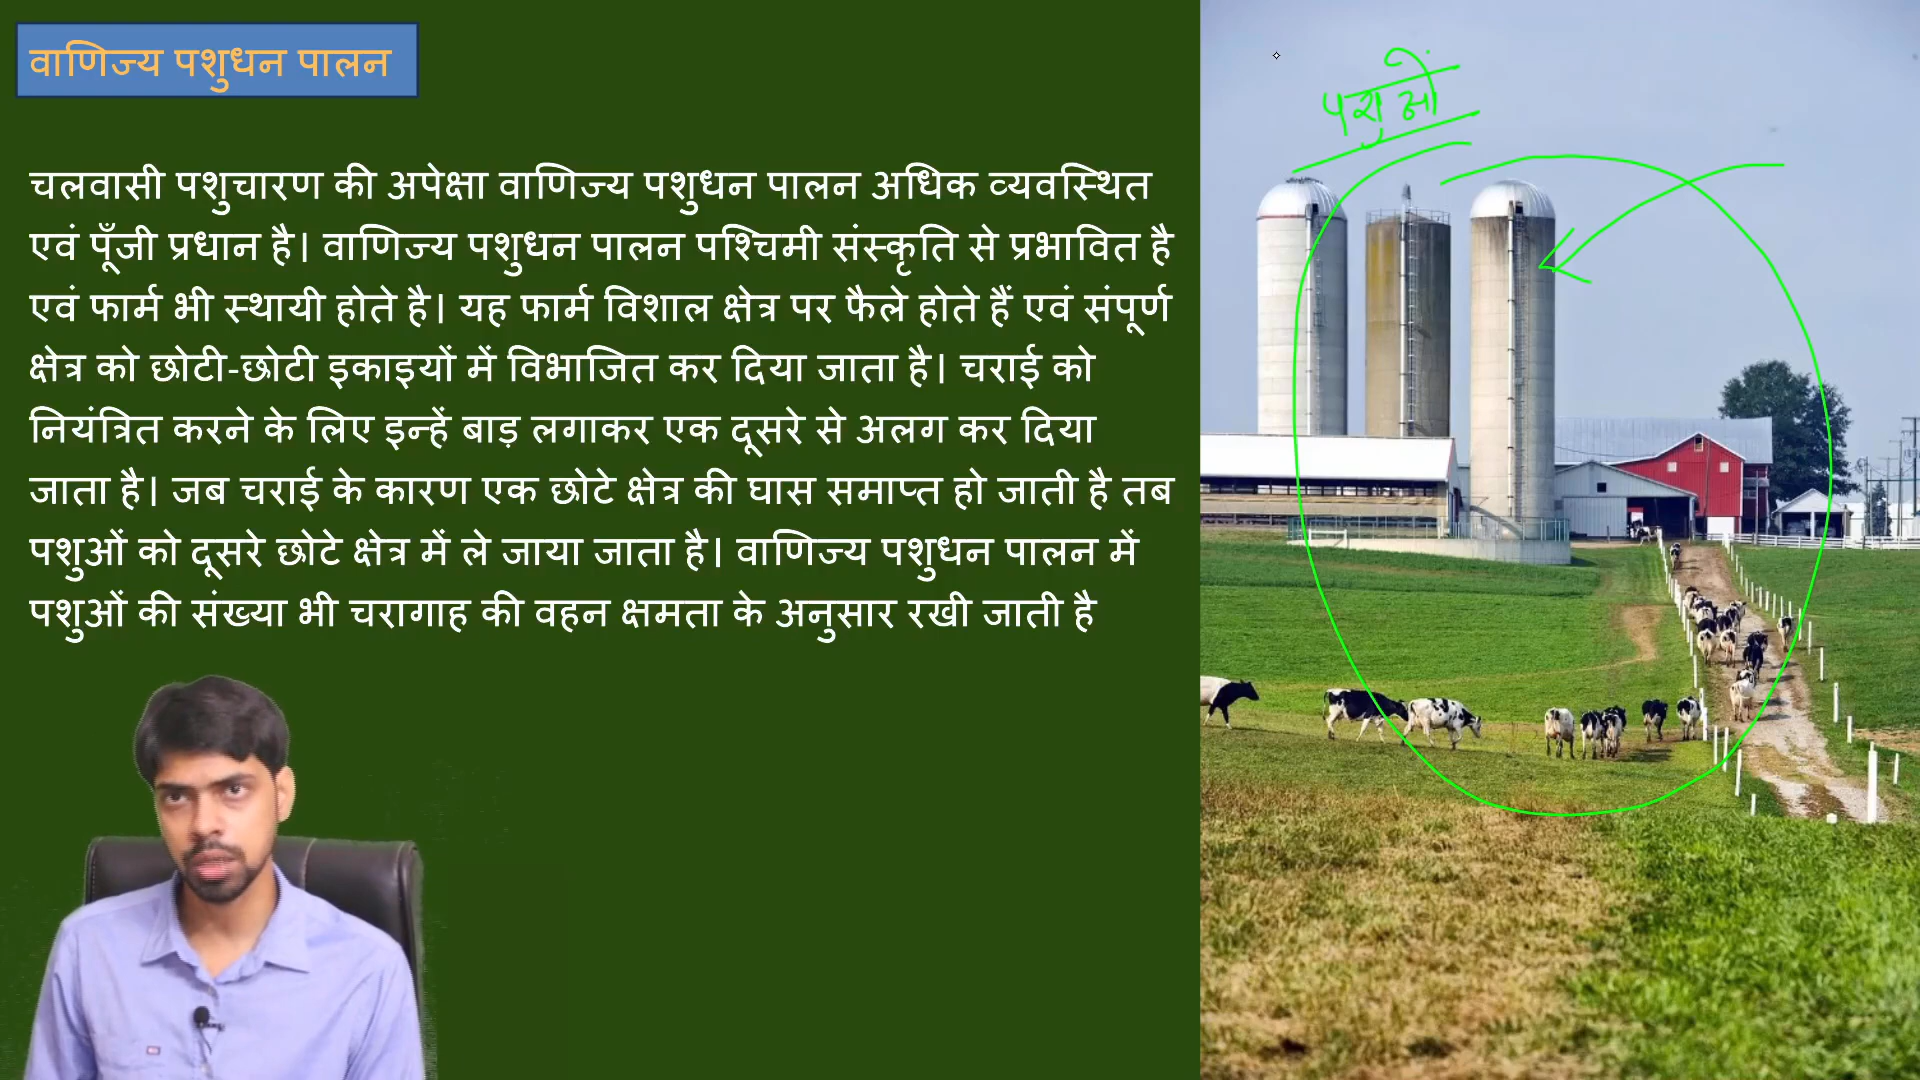 वाणिज्य पशुधन पालन
चलवासी पशुचारण की अपेक्षा वाणिज्य पशुधन पालन अधिक व्यवस्थित
एवं पूँजी प्रधान है। वाणिज्य पशुधन पालन पश्चिमी संस्कृति से प्रभावित है
एवं फार्म भी स्थायी होते है। यह फार्म विशाल क्षेत्र पर फैले होते हैं एवं संपूर्ण
क्षेत्र को छोटी-छोटी इकाइयों में विभाजित कर दिया जाता है। चराई को
नियंत्रित करने के लिए इन्हें बाड़ लगाकर एक दूसरे से अलग कर दिया
जाता है। जब चराई के कारण एक छोटे क्षेत्र की घास समाप्त हो जाती है तब
पशुओं को दूसरे छोटे क्षेत्र में ले जाया जाता है। वाणिज्य पशुधन पालन में
पशुओं की संख्या भी चरागाह की वहन क्षमता के अनुसार रखी जाती है
पशुओं